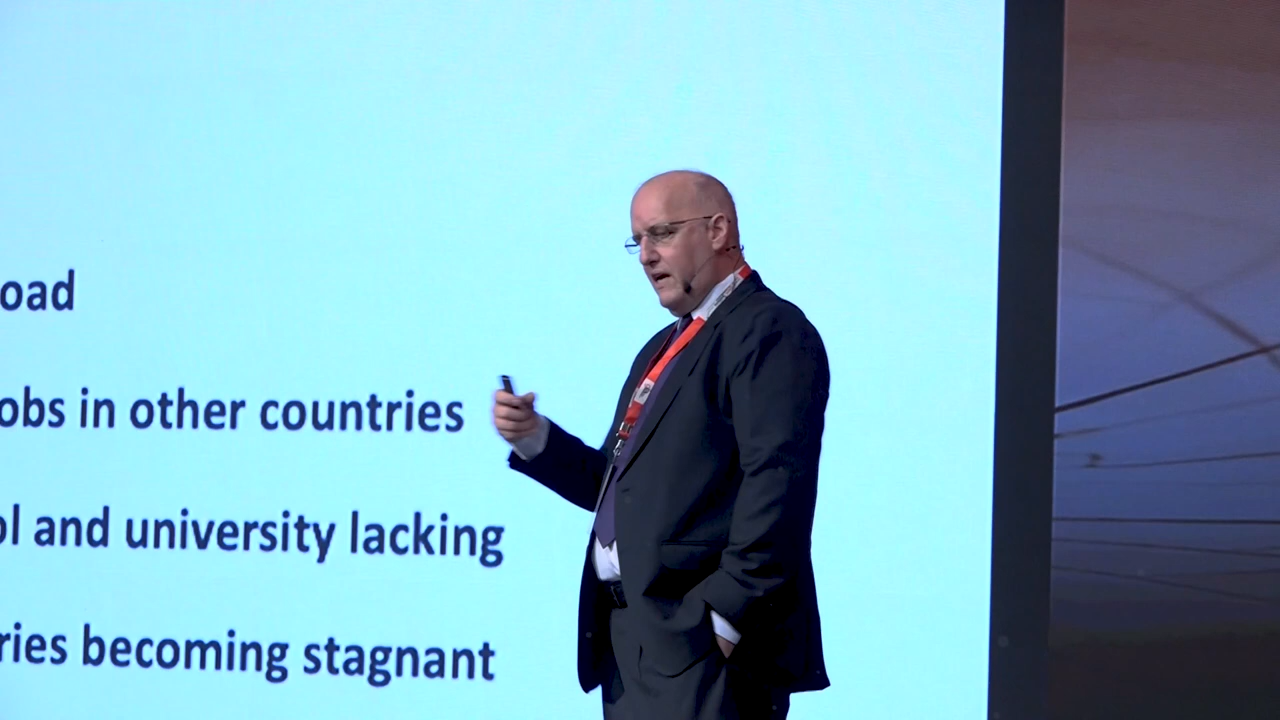 oad
obs in other countries
ol and university lacking
ries becoming stagnant